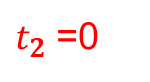 t₂ =0